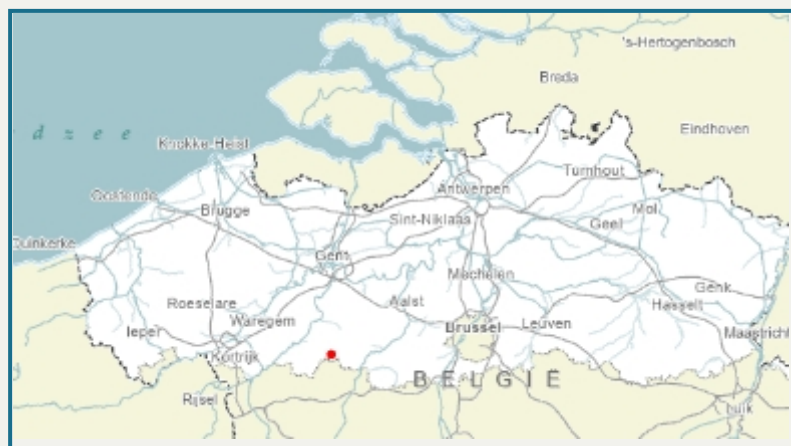 's-Hertogenbosch
Breda
d z e e
Eindhoven
Knokke-Heist
Turnhout
Antwerpen
Oostende
Mol
Brugge
Sint-Niklaas
Geel
Duinkerke
Gent
Mechelen
Genk
Roeselare
Aalst
Hasselt
Waregem
Ieper
Brussel
Leuven
Maastricht
Kortrijk
BELGIË
Rijsel
Luik